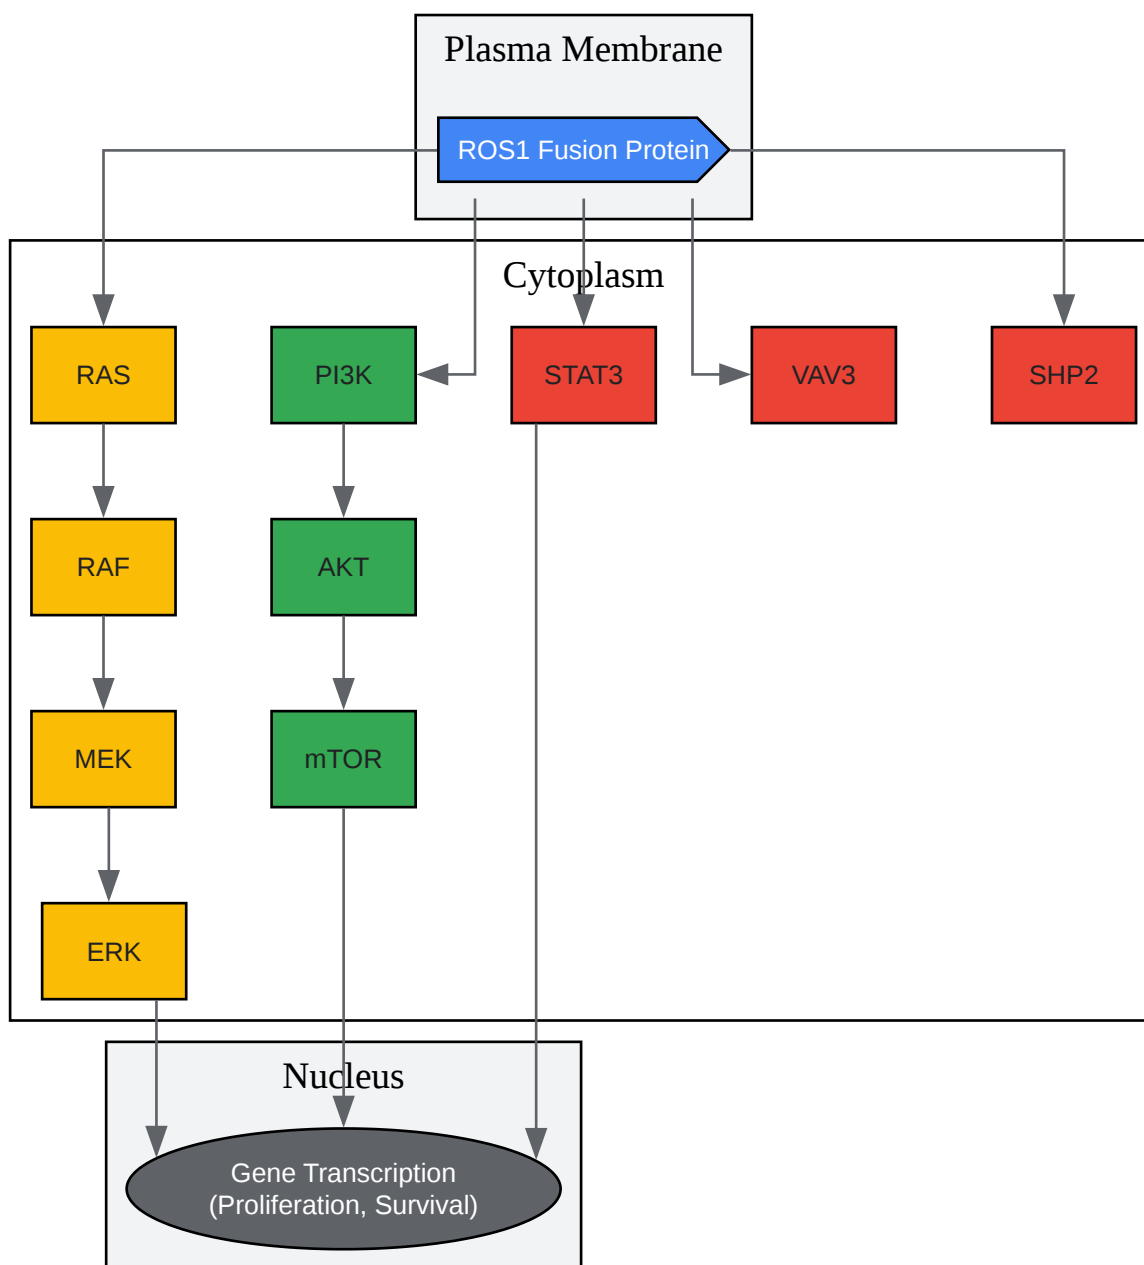 Plasma Membrane
ROS1 Fusion Protein
Cytoplasm
RAS
PI3K
STAT3
VAV3
SHP2
RAF
AKT
MEK
mTOR
ERK
Nucleus
Gene Transcription
(Proliferation, Survival)